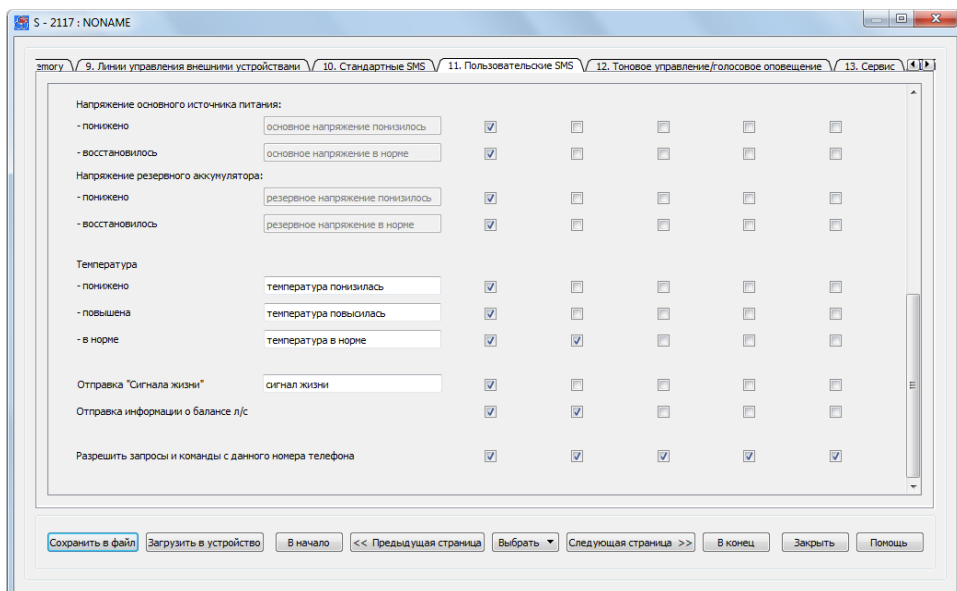 S - 2117 : NONAME
emory 9. Линии управления внешними устройствами 10. Стандартные SMS 11. Пользовательские SMS 12. Тоновое управление/голосовое оповещение 13. Сервис
Напряжение основного источника питания:
- понижено основное напряжение понизилось
- восстановилось основное напряжение в норме
Напряжение резервного аккумулятора:
- понижено резервное напряжение понизилось
- восстановилось резервное напряжение в норме
Температура
- понижено температура понизилась
- повышена температура повысилась
- в норме температура в норме
Отправка "Сигнала жизни" сигнал жизни
Отправка информации о балансе л/с
Разрешить запросы и команды с данного номера телефона
Сохранить в файл Загрузить в устройство В начало << Предыдущая страница Выбрать Следующая страница >> В конец Закрыть Помощь